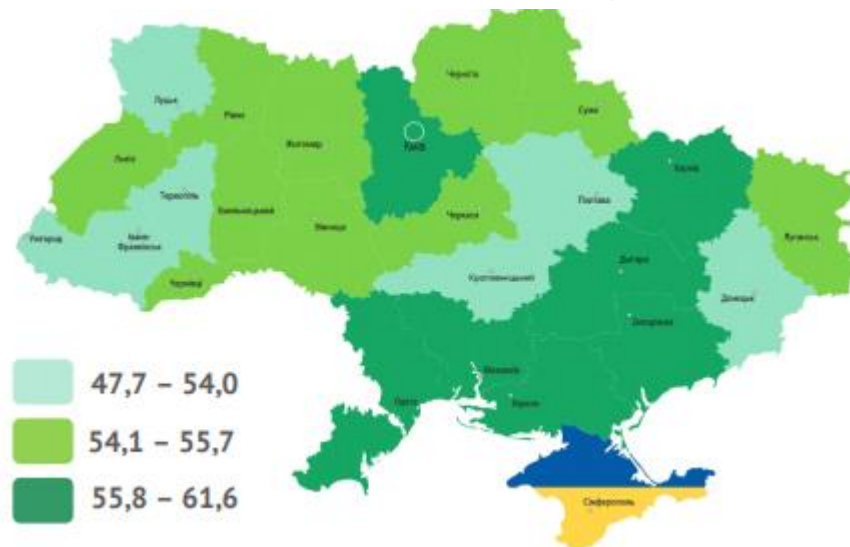 Чернігів
Луцьк
Рівне
Суми
Житомир
Київ
Львів
Харків
Тернопіль
Полтава
Хмельницький
Черкаси
Вінниця
Луганськ
Ужгород
Івано-
Франківськ
Дніпро
Кропивницький
Чернівці
Донецьк
Запоріжжя
47,7 – 54,0
Миколаїв
Одеса
Херсон
54,1 – 55,7
55,8 – 61,6
Сімферополь